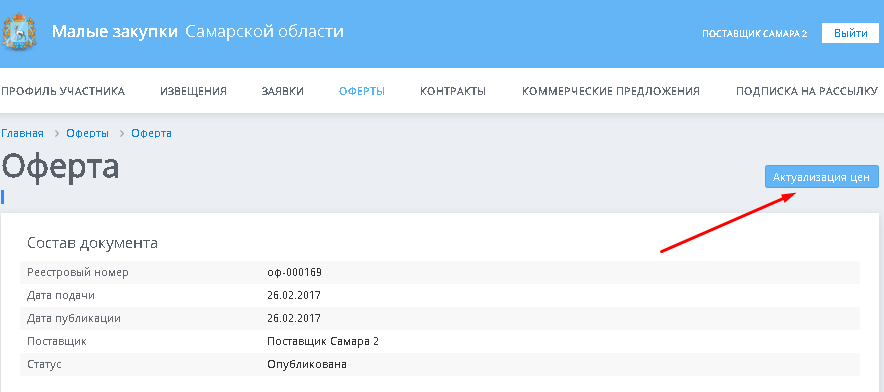 Малые закупки Самарской области
ПОСТАВЩИК САМАРА 2
Выйти
ПРОФИЛЬ УЧАСТНИКА ИЗВЕЩЕНИЯ ЗАЯВКИ ОФЕРТЫ КОНТРАКТЫ КОММЕРЧЕСКИЕ ПРЕДЛОЖЕНИЯ ПОДПИСКА НА РАССЫЛКУ
Главная > Оферты > Оферта
Оферта
Актуализация цен
Состав документа
Реестровый номер оф-000169
Дата подачи 26.02.2017
Дата публикации 26.02.2017
Поставщик Поставщик Самара 2
Статус Опубликована